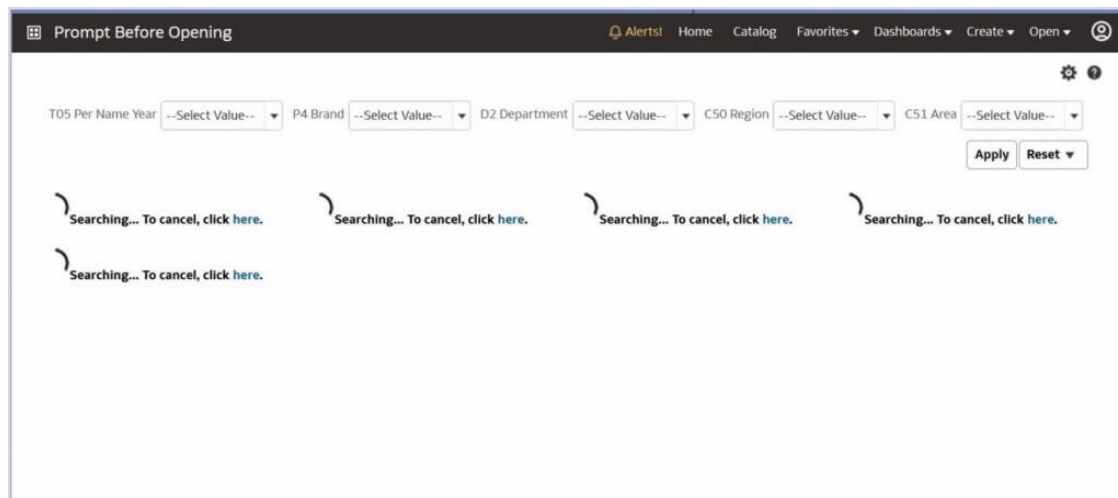 Prompt Before Opening Alerts! Home Catalog Favorites Dashboards Create Open
T05 Per Name Year --Select Value-- P4 Brand --Select Value-- D2 Department --Select Value-- C50 Region --Select Value-- C51 Area --Select Value--
Apply Reset
Searching... To cancel, click here. Searching... To cancel, click here. Searching... To cancel, click here. Searching... To cancel, click here.
Searching... To cancel, click here.